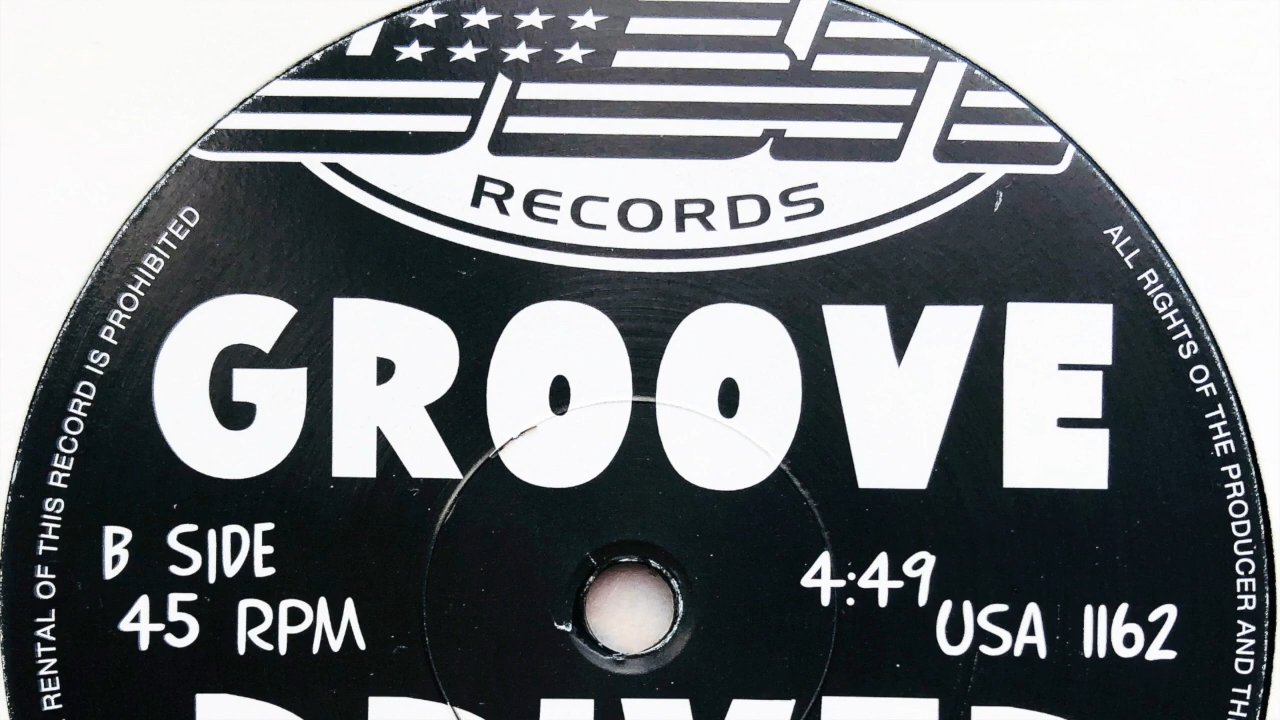 RECORDS
GROOVE
B SIDE
45 RPM
4:49
USA 1162
RENTAL OF THIS RECORD IS PROHIBITED
ALL RIGHTS OF THE PRODUCER AND